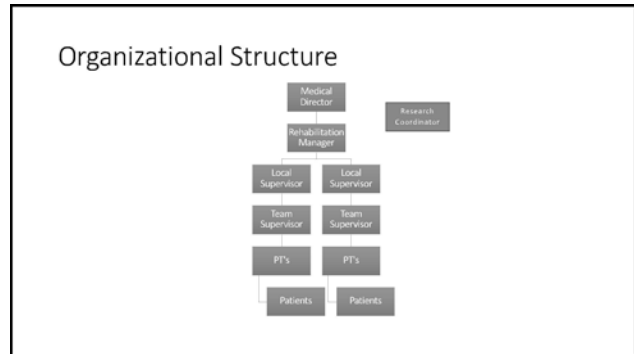 Organizational Structure
Medical
Director
Research
Coordinator
Rehabilitation
Manager
Local
Supervisor
Local
Supervisor
Team
Supervisor
Team
Supervisor
PT's
PT's
Patients
Patients